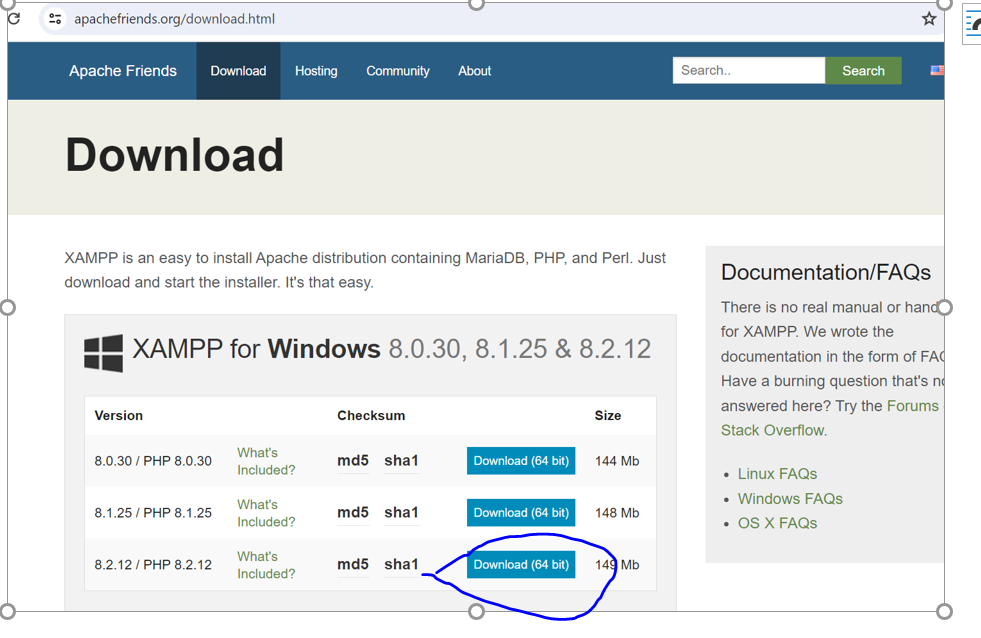 apachefriends.org/download.html
Apache Friends Download Hosting Community About Search.. Search
Download
XAMPP is an easy to install Apache distribution containing MariaDB, PHP, and Perl. Just
download and start the installer. It's that easy.
XAMPP for Windows 8.0.30, 8.1.25 & 8.2.12
Version Checksum Size
8.0.30 / PHP 8.0.30 What's
Included? md5 sha1 Download (64 bit) 144 Mb
8.1.25 / PHP 8.1.25 What's
Included? md5 sha1 Download (64 bit) 148 Mb
8.2.12 / PHP 8.2.12 What's
Included? md5 sha1 Download (64 bit) 149 Mb
Documentation/FAQs
There is no real manual or hand
for XAMPP. We wrote the
documentation in the form of FA
Have a burning question that's n
answered here? Try the Forums
Stack Overflow.
Linux FAQs
Windows FAQs
OS X FAQs